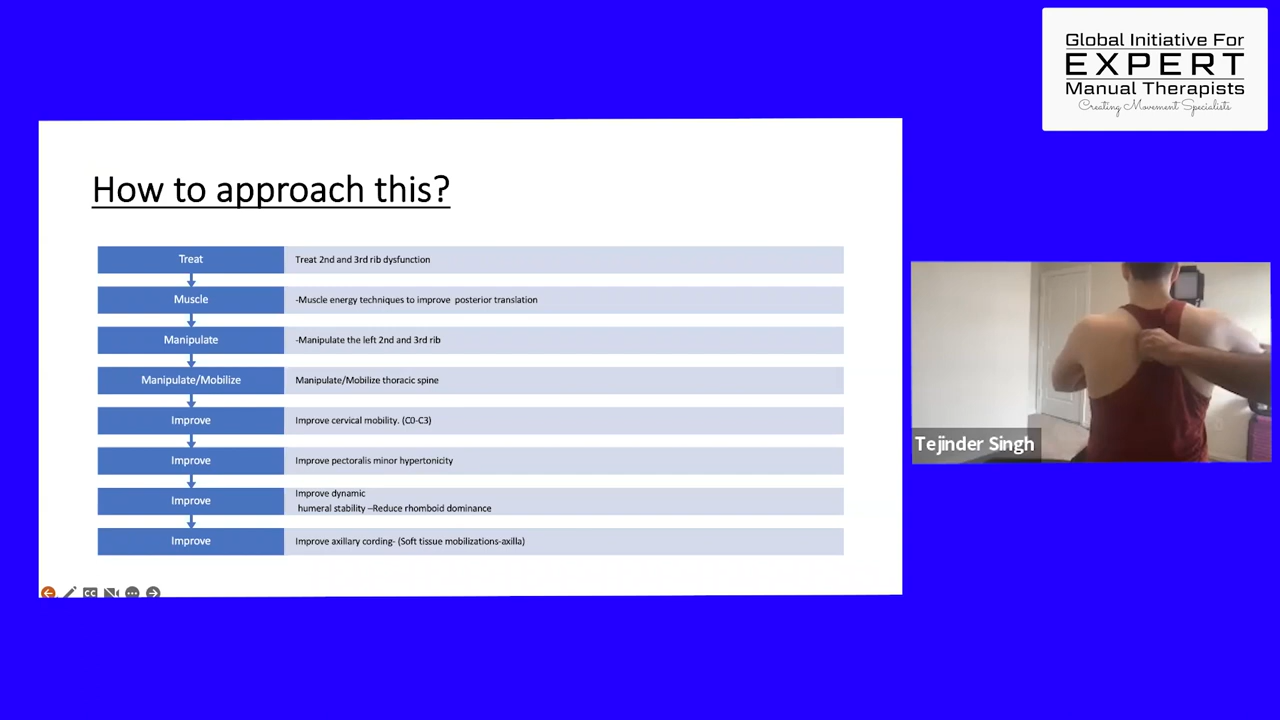 Global Initiative For
EXPERT
Manual Therapists
Creating Movement Specialists
How to approach this?
Treat
Treat 2nd and 3rd rib dysfunction
Muscle
-Muscle energy techniques to improve posterior translation
Manipulate
-Manipulate the left 2nd and 3rd rib
Manipulate/Mobilize
Manipulate/Mobilize thoracic spine
Improve
Improve cervical mobility. (C0-C3)
Improve
Improve pectoralis minor hypertonicity
Improve
Improve dynamic
humeral stability –Reduce rhomboid dominance
Improve
Improve axillary cording- (Soft tissue mobilizations-axilla)
CC
Tejinder Singh